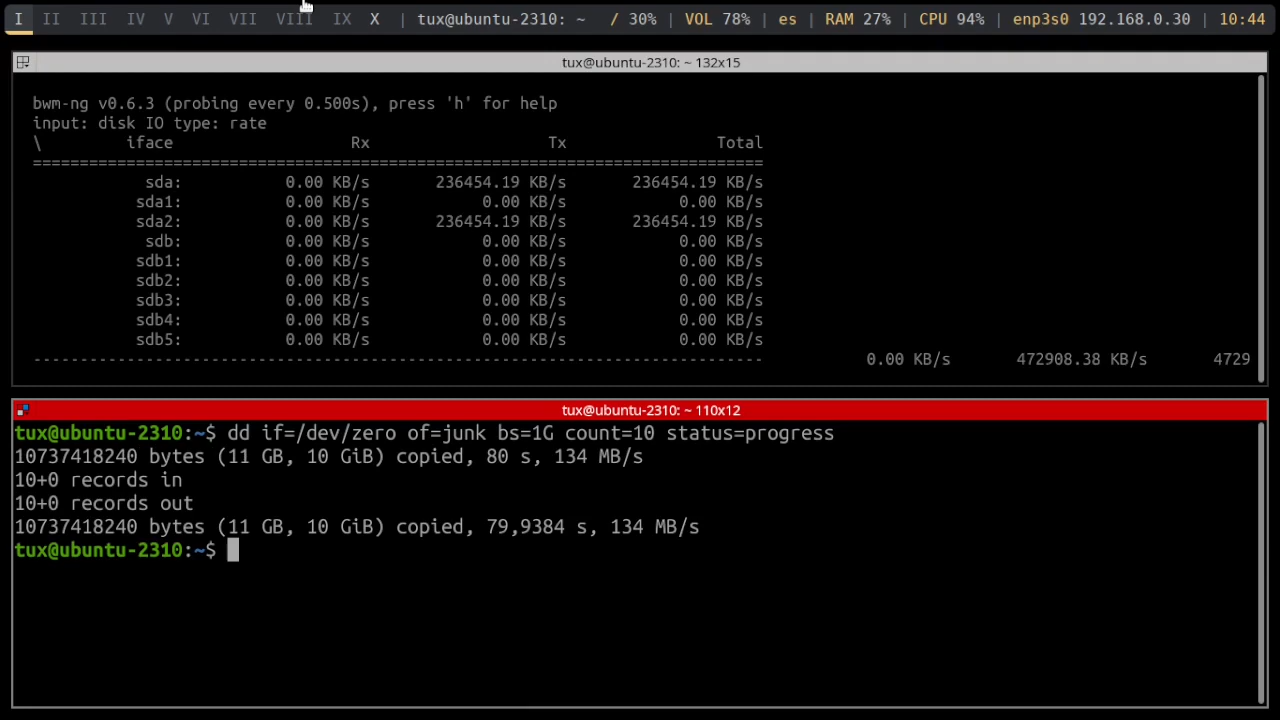 I II III IV V VI VII VIII IX X | tux@ubuntu-2310: ~ / 30% | VOL 78% | es | RAM 27% | CPU 94% | enp3s0 192.168.0.30 | 10:44
tux@ubuntu-2310: ~ 132x15
bwm-ng v0.6.3 (probing every 0.500s), press 'h' for help
input: disk IO type: rate
\ iface Rx Tx Total
==============================================================================
sda: 0.00 KB/s 236454.19 KB/s 236454.19 KB/s
sda1: 0.00 KB/s 0.00 KB/s 0.00 KB/s
sda2: 0.00 KB/s 236454.19 KB/s 236454.19 KB/s
sdb: 0.00 KB/s 0.00 KB/s 0.00 KB/s
sdb1: 0.00 KB/s 0.00 KB/s 0.00 KB/s
sdb2: 0.00 KB/s 0.00 KB/s 0.00 KB/s
sdb3: 0.00 KB/s 0.00 KB/s 0.00 KB/s
sdb4: 0.00 KB/s 0.00 KB/s 0.00 KB/s
sdb5: 0.00 KB/s 0.00 KB/s 0.00 KB/s
------------------------------------------------------------------------------ 0.00 KB/s 472908.38 KB/s 4729
tux@ubuntu-2310: ~ 110x12
tux@ubuntu-2310:~$ dd if=/dev/zero of=junk bs=1G count=10 status=progress
10737418240 bytes (11 GB, 10 GiB) copied, 80 s, 134 MB/s
10+0 records in
10+0 records out
10737418240 bytes (11 GB, 10 GiB) copied, 79,9384 s, 134 MB/s
tux@ubuntu-2310:~$